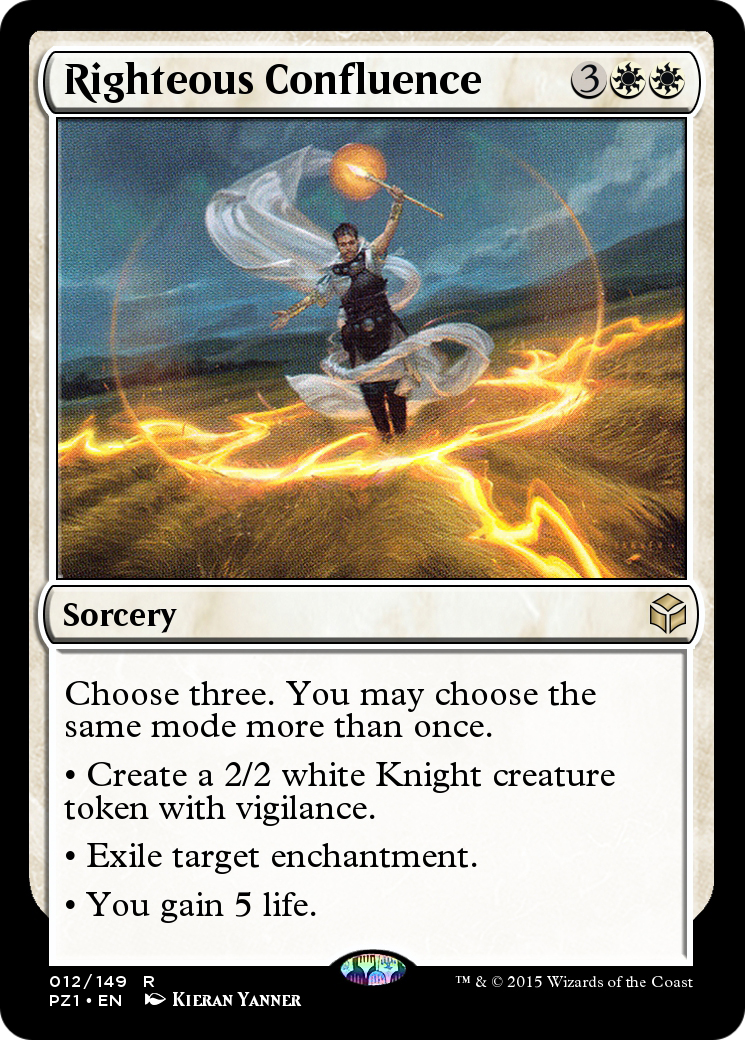 Righteous Confluence 3
Sorcery
Choose three. You may choose the
same mode more than once.
• Create a 2/2 white Knight creature
token with vigilance.
• Exile target enchantment.
• You gain 5 life.
012/149 R
PZ1 • EN KIERAN YANNER
™ & © 2015 Wizards of the Coast